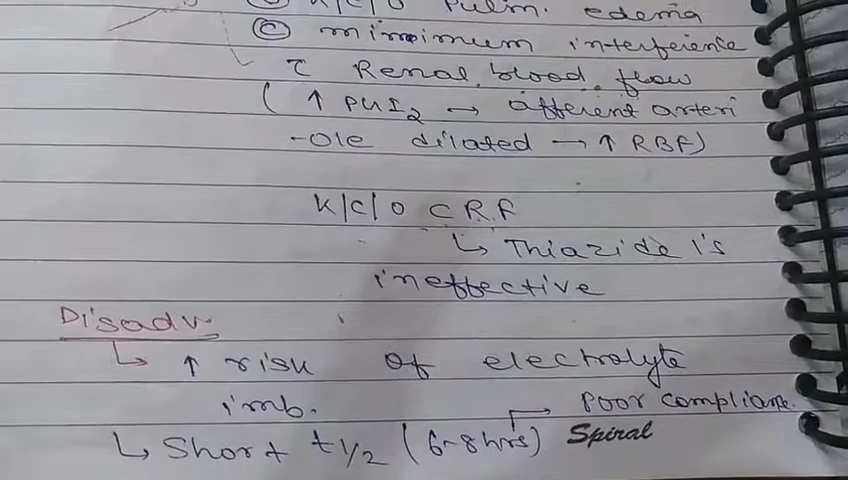 K/C/O Pulm. edema
(C) minimum interference
c̄ Renal blood flow
( ↑ PGI2 → afferent arteri
-ole dilated → ↑ RBF)
K/C/O CRF
↳ Thiazide is
ineffective
Disadv.
↳ ↑ risk of electrolyte
imb. → Poor compliance.
↳ Short t1/2 (6-8 hrs)
Spiral